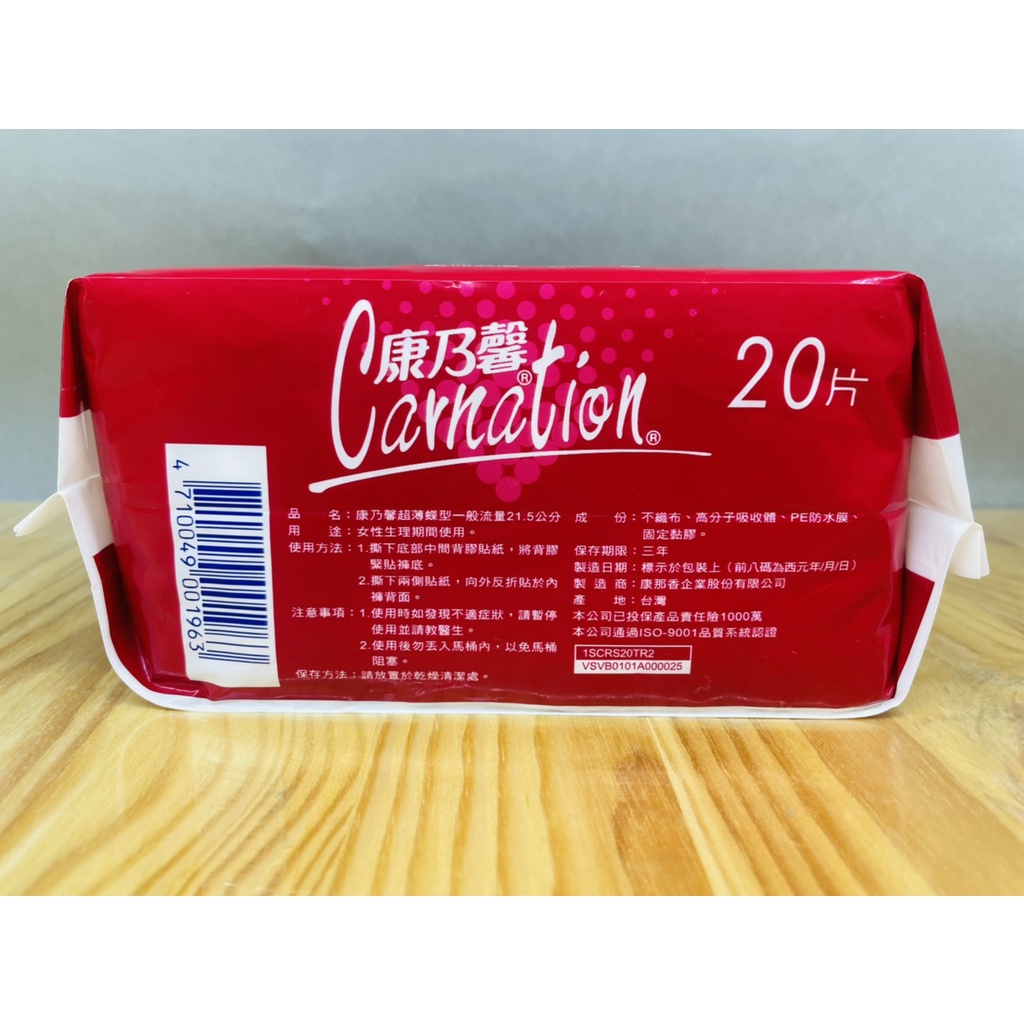 康乃馨®
Carnation®
20片
4 710049 001963
品　　名：康乃馨超薄蝶型一般流量21.5公分
用　　途：女性生理期間使用。
使用方法：1.撕下底部中間背膠貼紙，將背膠
緊貼褲底。
2.撕下兩側貼紙，向外反折貼於內
褲背面。
注意事項：1.使用時如發現不適症狀，請暫停
使用並請教醫生。
2.使用後勿丟入馬桶內，以免馬桶
阻塞。
保存方法：請放置於乾燥清潔處。
成　　份：不織布、高分子吸收體、PE防水膜、
固定黏膠。
保存期限：三年
製造日期：標示於包裝上（前八碼為西元年/月/日）
製 造 商：康那香企業股份有限公司
產　　地：台灣
本公司已投保產品責任險1000萬
本公司通過ISO-9001品質系統認證
1SCRS20TR2
VSVB0101A000025